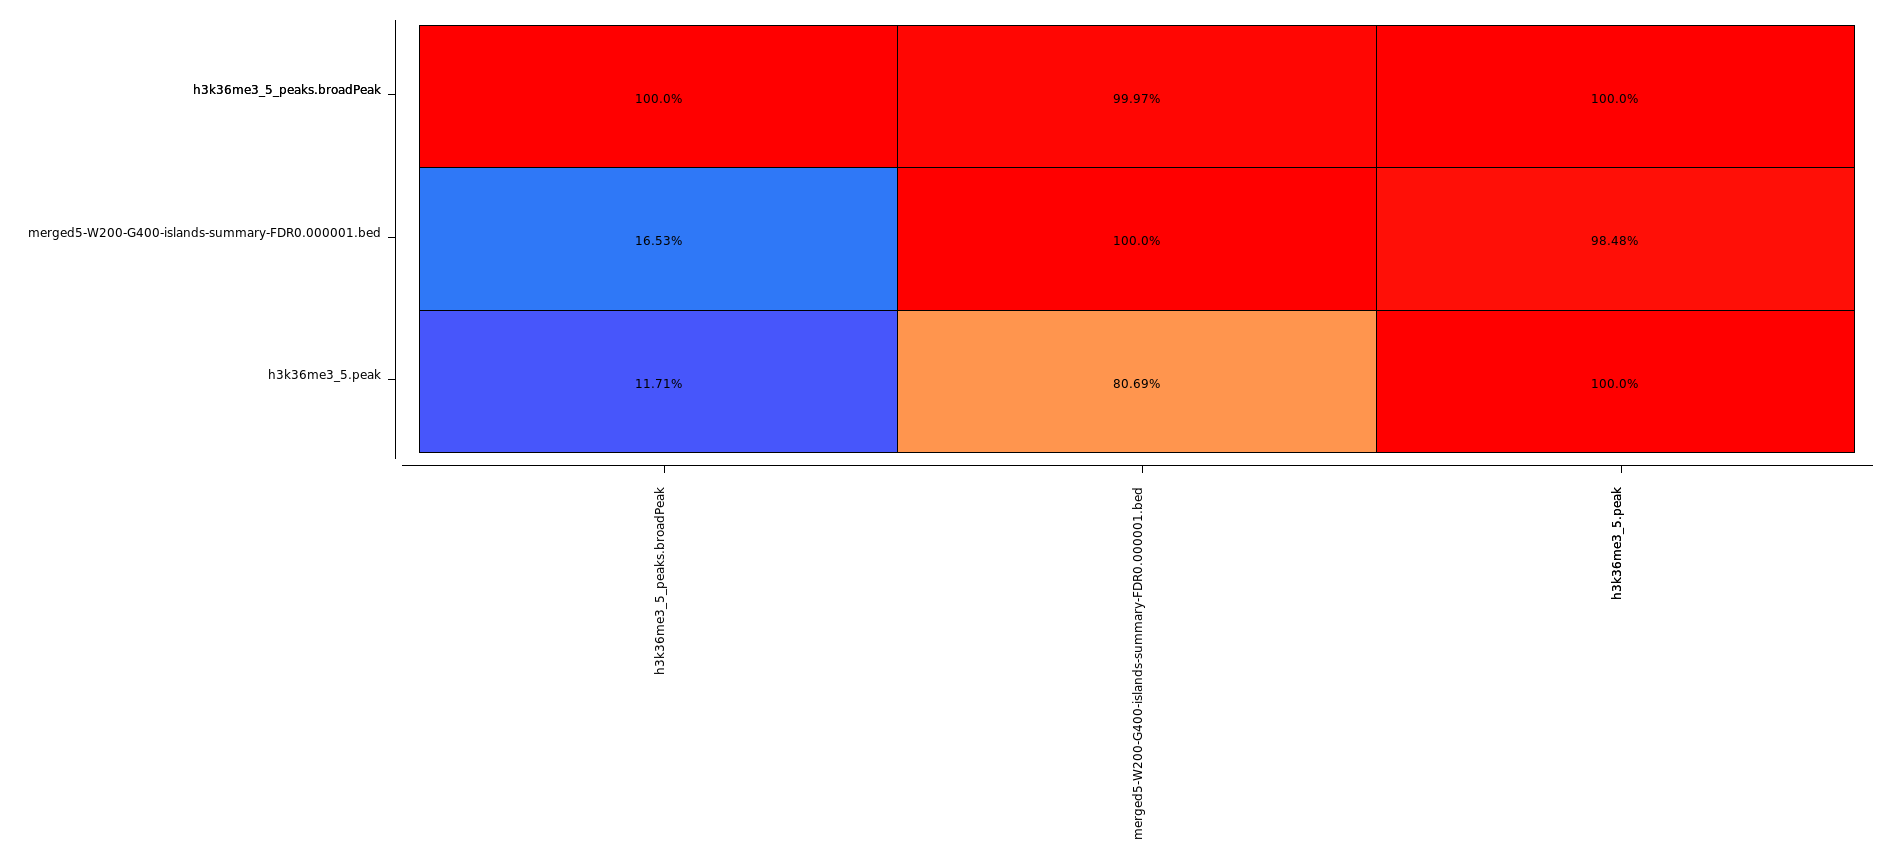 h3k36me3_5_peaks.broadPeak
100.0%
99.97%
100.0%
merged5-W200-G400-islands-summary-FDR0.000001.bed
16.53%
100.0%
98.48%
h3k36me3_5.peak
11.71%
80.69%
100.0%
h3k36me3_5_peaks.broadPeak
merged5-W200-G400-islands-summary-FDR0.000001.bed
h3k36me3_5.peak